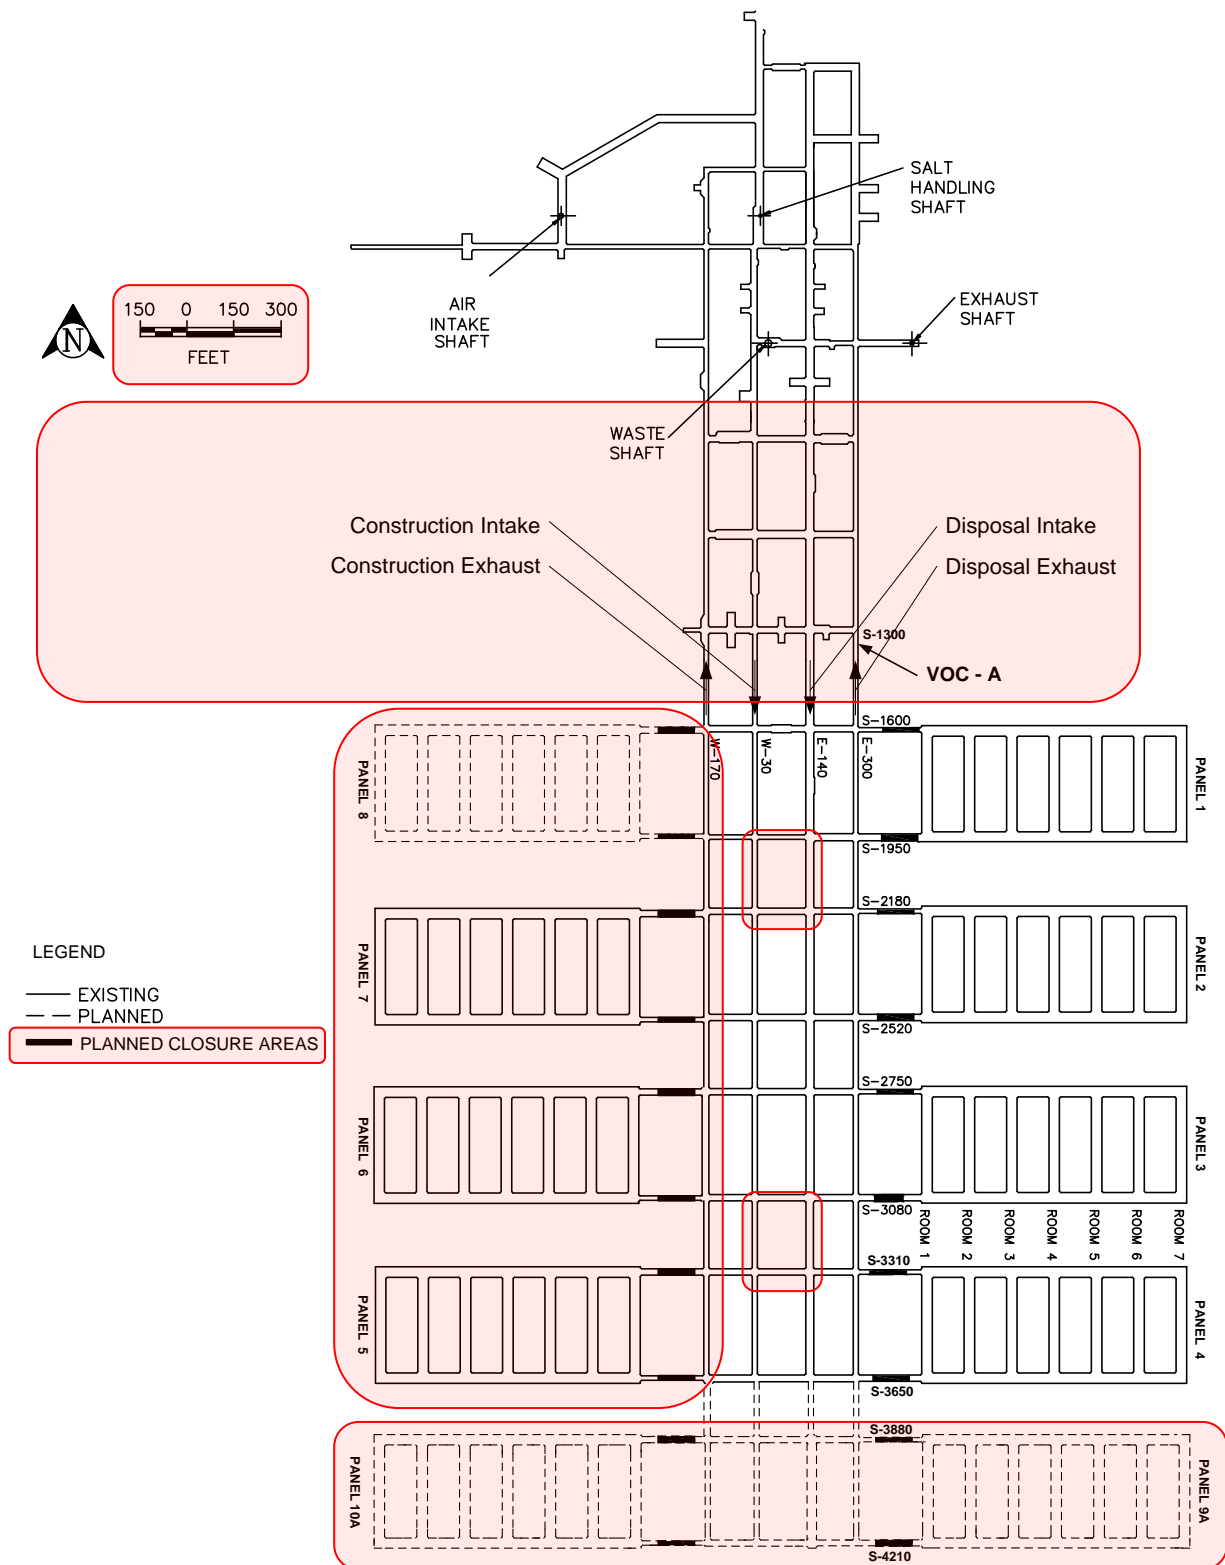 SALT
HANDLING
SHAFT
AIR
INTAKE
SHAFT
EXHAUST
SHAFT
150 0 150 300
FEET
N
WASTE
SHAFT
Construction Intake
Construction Exhaust
Disposal Intake
Disposal Exhaust
S-1300
VOC - A
S-1600
W-170
W-30
E-140
E-300
PANEL 8
PANEL 1
S-1950
S-2180
PANEL 7
PANEL 2
S-2520
LEGEND
EXISTING
PLANNED
PLANNED CLOSURE AREAS
S-2750
PANEL 6
PANEL 3
S-3080
ROOM 1
ROOM 2
ROOM 3
ROOM 4
ROOM 5
ROOM 6
ROOM 7
S-3310
PANEL 5
PANEL 4
S-3650
S-3880
PANEL 10A
PANEL 9A
S-4210